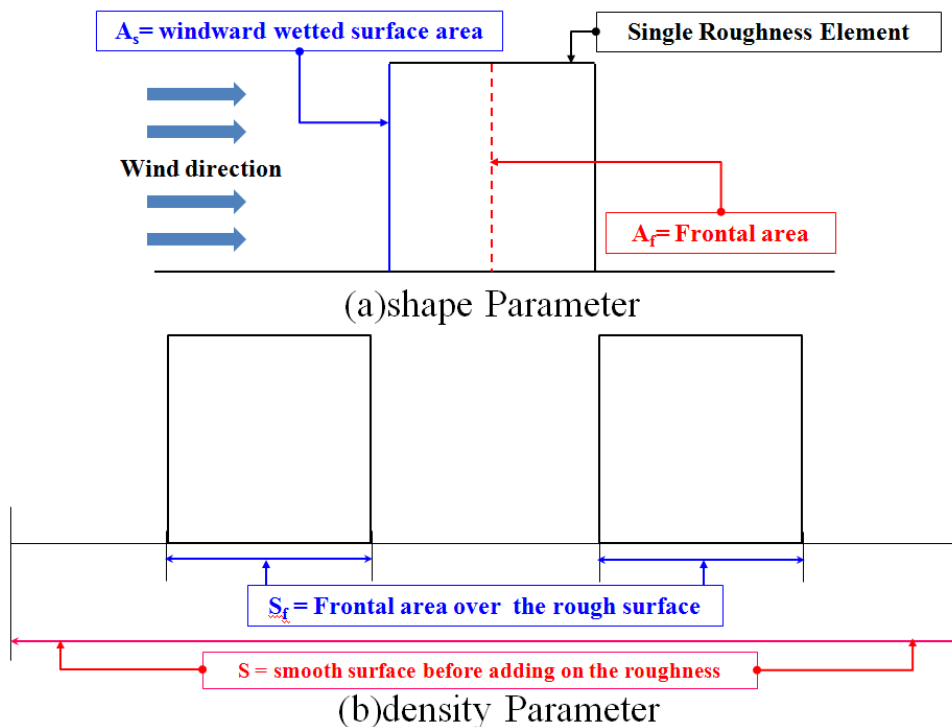 As= windward wetted surface area
Single Roughness Element
Wind direction
Af= Frontal area
(a)shape Parameter
Sf = Frontal area over the rough surface
S = smooth surface before adding on the roughness
(b)density Parameter